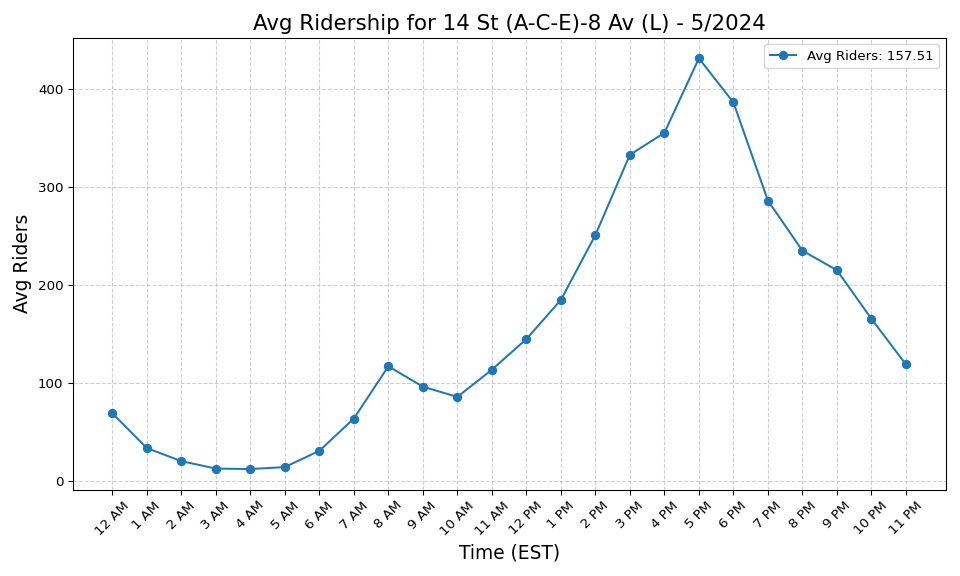 Avg Ridership for 14 St (A-C-E)-8 Av (L) - 5/2024
Avg Riders: 157.51
Avg Riders
400
300
200
100
0
12 AM 1 AM 2 AM 3 AM 4 AM 5 AM 6 AM 7 AM 8 AM 9 AM 10 AM 11 AM 12 PM 1 PM 2 PM 3 PM 4 PM 5 PM 6 PM 7 PM 8 PM 9 PM 10 PM 11 PM
Time (EST)